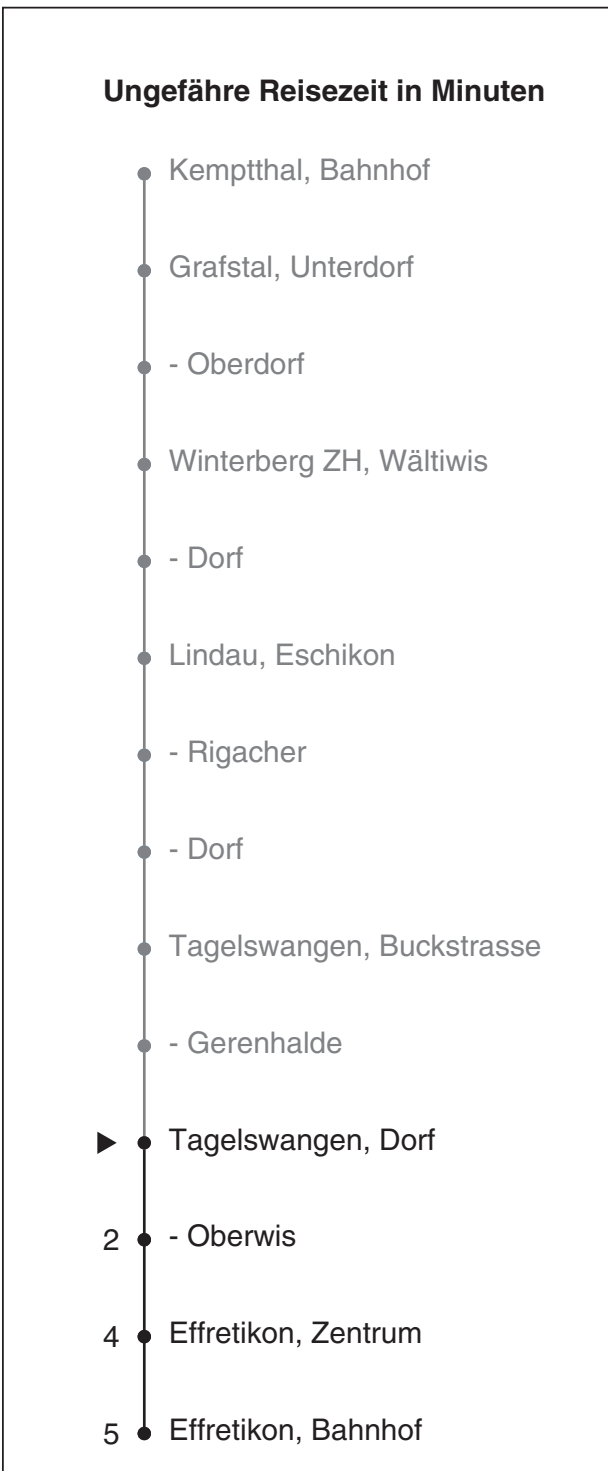 Ungefähre Reisezeit in Minuten
Kemptthal, Bahnhof
Grafstal, Unterdorf
- Oberdorf
Winterberg ZH, Wältiwis
- Dorf
Lindau, Eschikon
- Rigacher
- Dorf
Tagelswangen, Buckstrasse
- Gerenhalde
Tagelswangen, Dorf
2 - Oberwis
4 Effretikon, Zentrum
5 Effretikon, Bahnhof